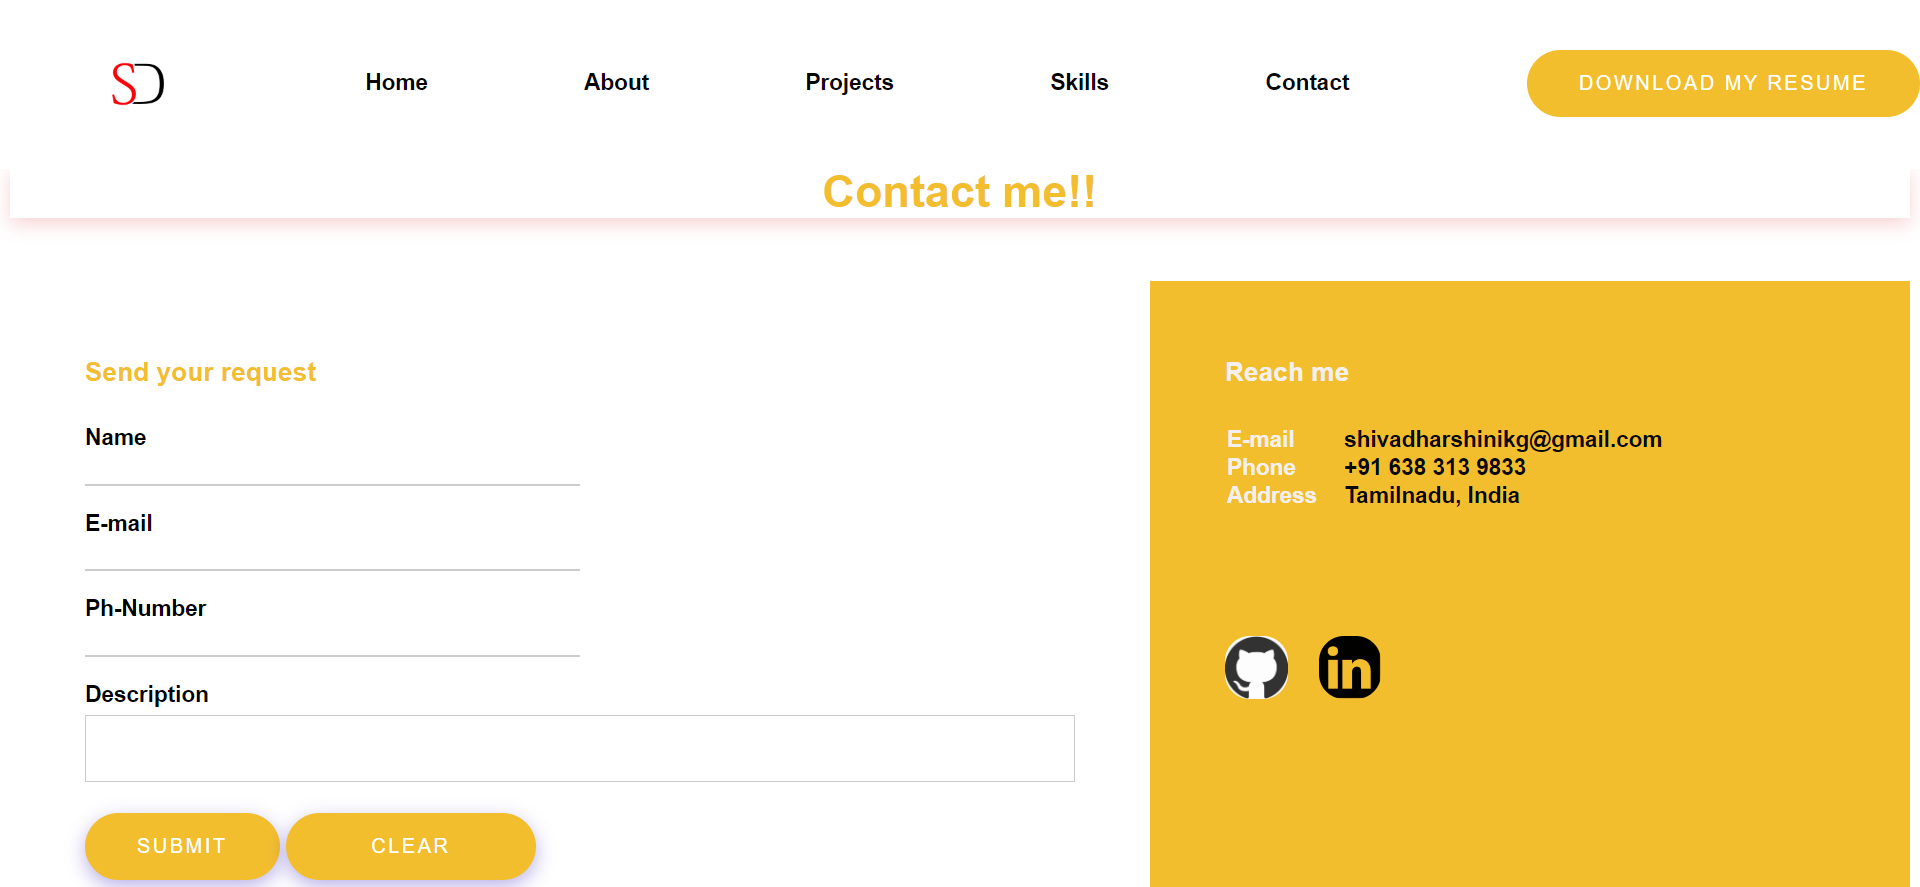 SD
Home About Projects Skills Contact DOWNLOAD MY RESUME
Contact me!!
Send your request
Name
E-mail
Ph-Number
Description
SUBMIT CLEAR
Reach me
E-mail shivadharshinikg@gmail.com
Phone +91 638 313 9833
Address Tamilnadu, India
in